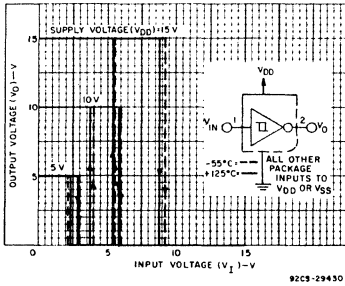 SUPPLY VOLTAGE (VDD)=15 V
15
10 V
10
5 V
5
0
0
5
10
15
OUTPUT VOLTAGE (VO)–V
INPUT VOLTAGE (VI)–V
VDD
VIN
1
2
VO
-55°C:
+125°C:
ALL OTHER
PACKAGE
INPUTS TO
VDD OR VSS
92CS-29430